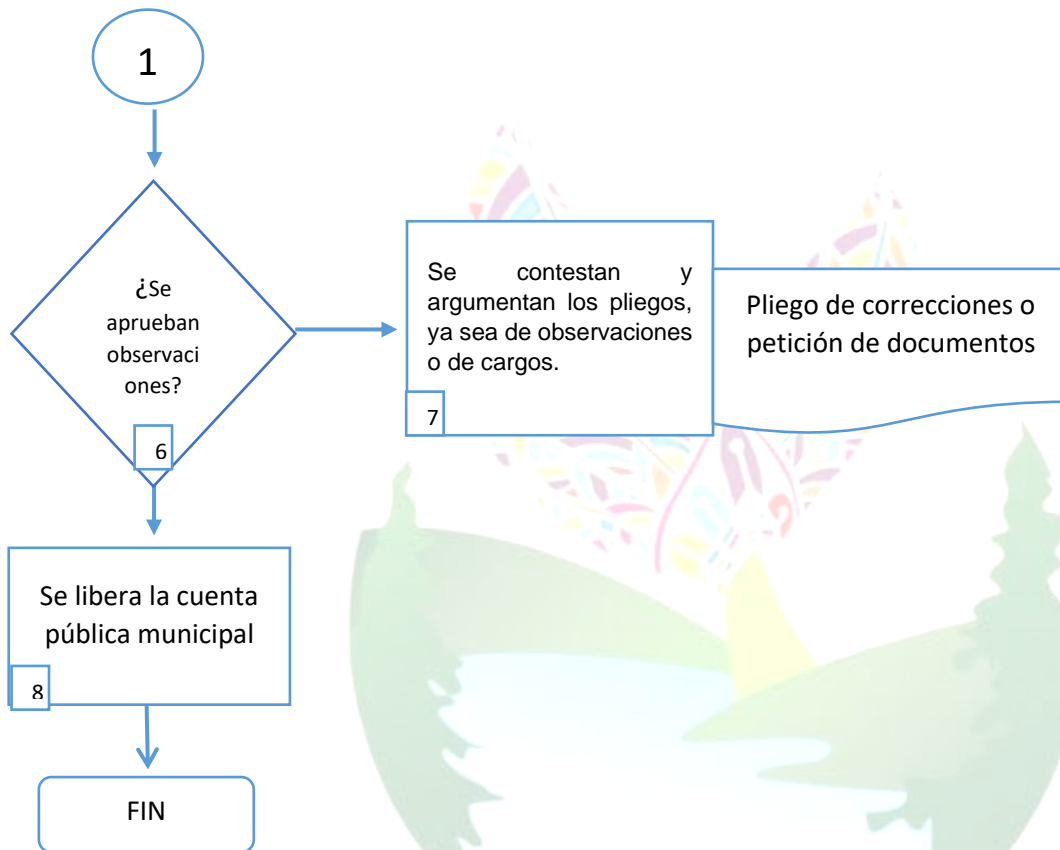 1
¿Se
aprueban
observaci
ones?
6
Se contestan y
argumentan los pliegos,
ya sea de observaciones
o de cargos.
7
Pliego de correcciones o
petición de documentos
Se libera la cuenta
pública municipal
8
FIN